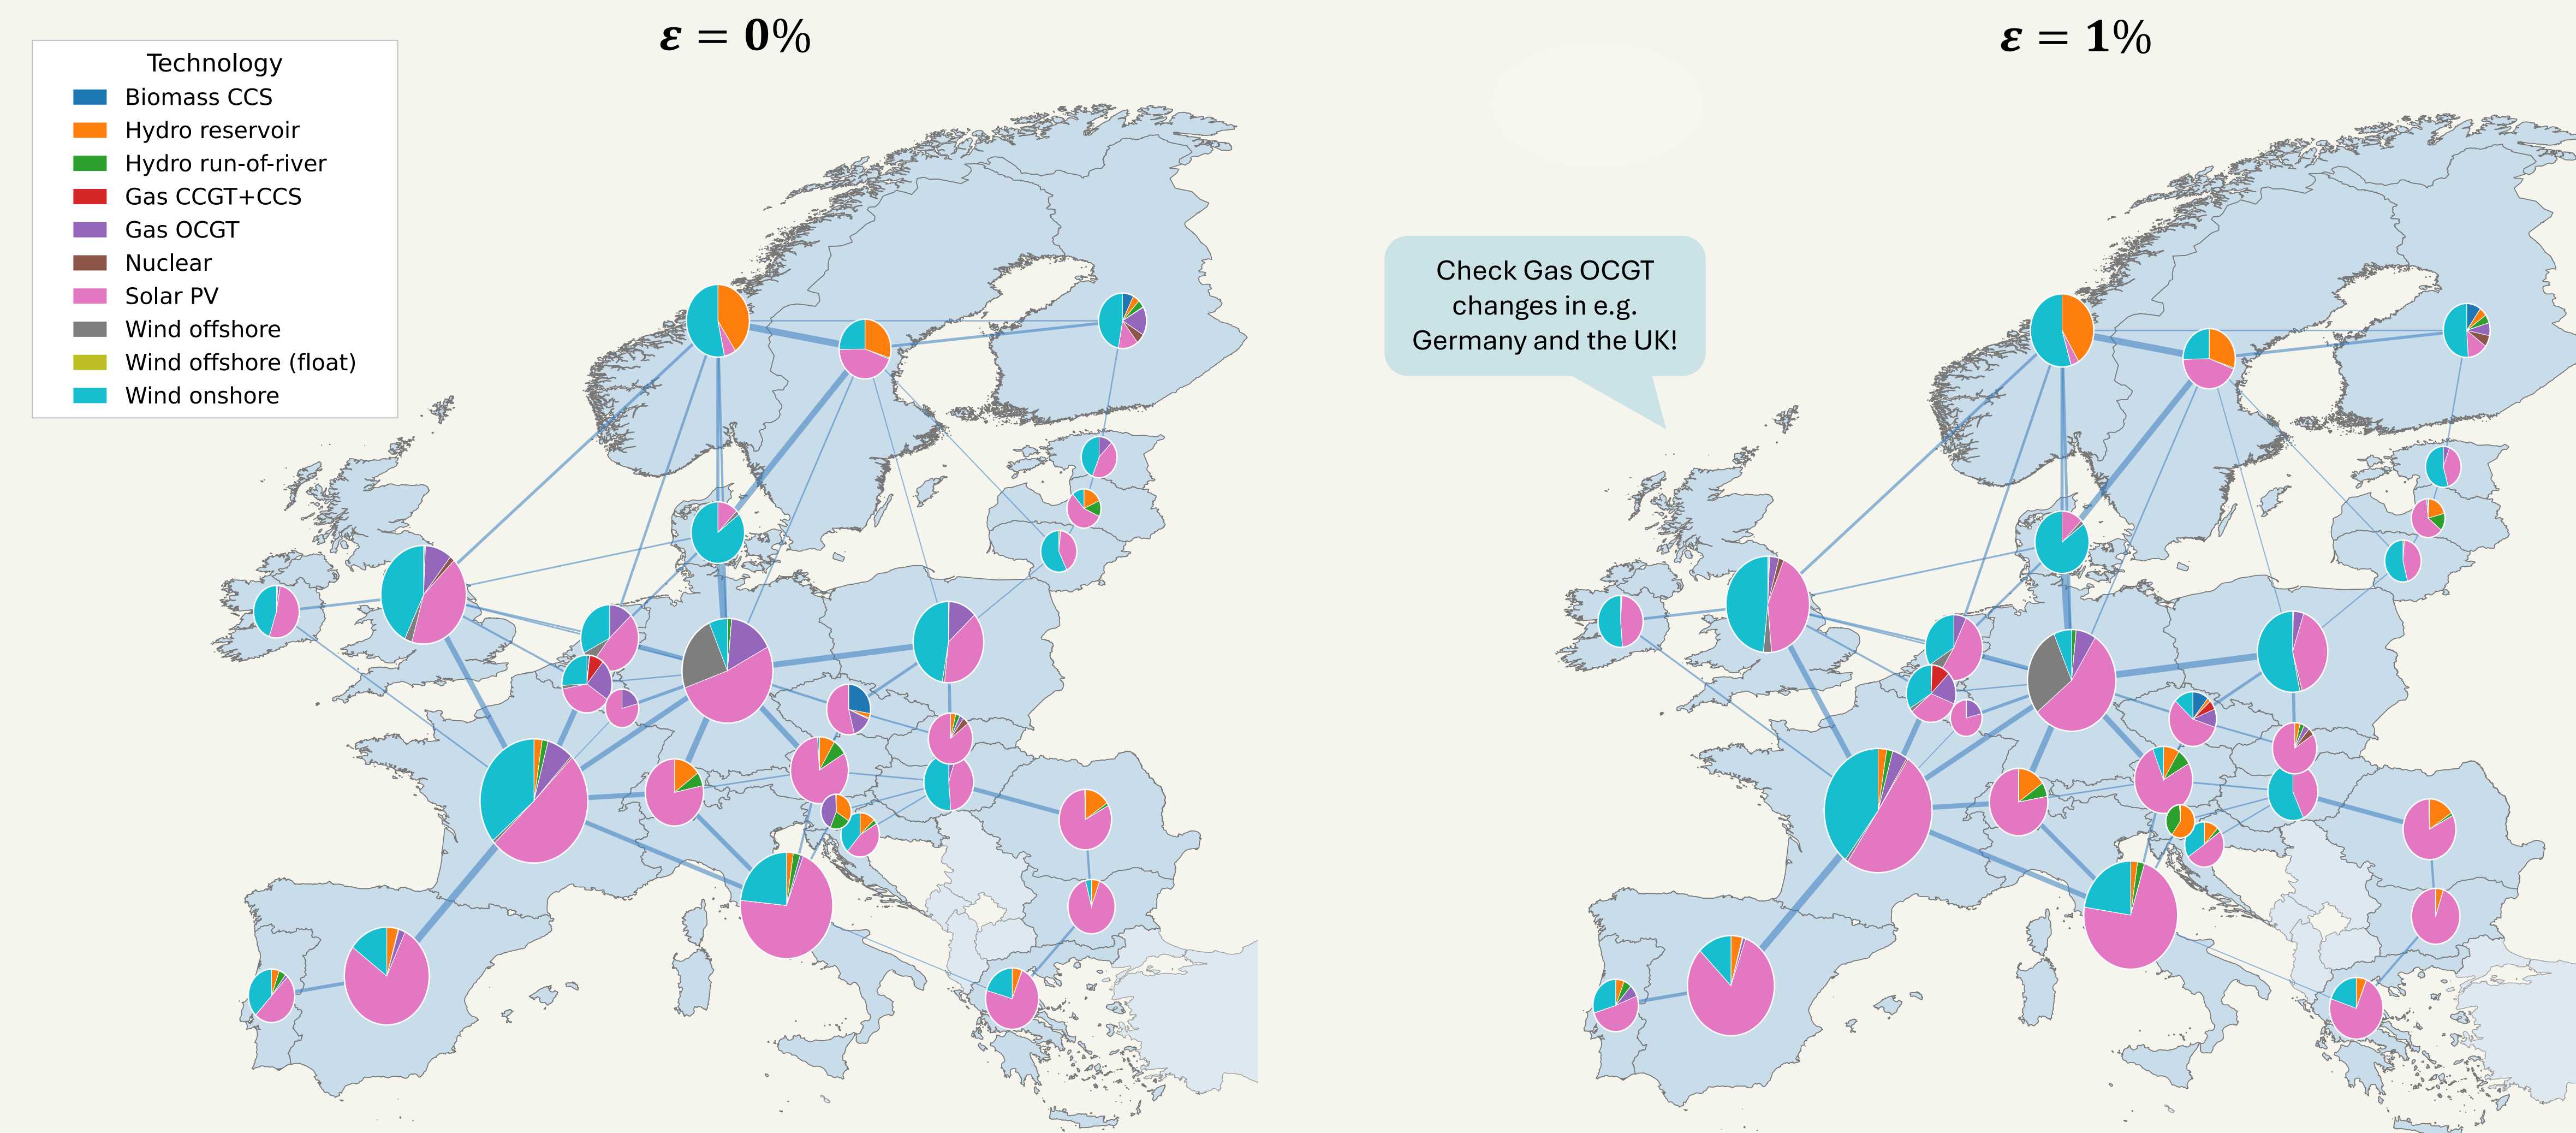 ε = 0%
ε = 1%
Technology
Biomass CCS
Hydro reservoir
Hydro run-of-river
Gas CCGT+CCS
Gas OCGT
Nuclear
Solar PV
Wind offshore
Wind offshore (float)
Wind onshore
Check Gas OCGT
changes in e.g.
Germany and the UK!